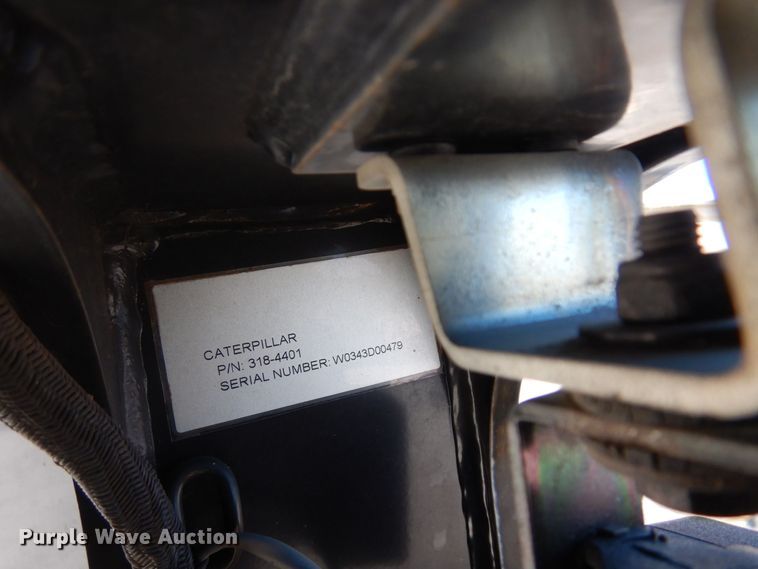 CATERPILLAR
P/N: 318-4401
SERIAL NUMBER: W0343D00479
Purple Wave Auction